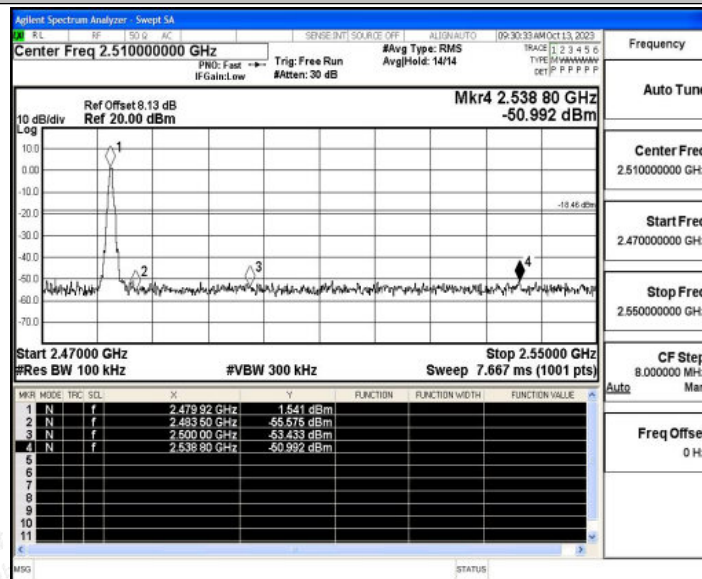 Agilent Spectrum Analyzer - Swept SA
RL RF 50 Ω AC SENSE:INT SOURCE OFF ALIGNAUTO 09:30:33 AM Oct 13, 2023
Center Freq 2.510000000 GHz #Avg Type: RMS TRACE 1 2 3 4 5 6
PNO: Fast Trig: Free Run Avg|Hold: 14/14 TYPE M
IFGain:Low #Atten: 30 dB DET P P P P P P
Frequency
Auto Tune
Ref Offset 8.13 dB Mkr4 2.538 80 GHz
10 dB/div Ref 20.00 dBm -50.992 dBm
Log
10.0
0.00
-10.0
-20.0
-30.0
-40.0
-50.0
-60.0
-70.0
1
2
3
4
-18.46 dBm
Center Freq
2.510000000 GHz
Start Freq
2.470000000 GHz
Stop Freq
2.550000000 GHz
CF Step
8.000000 MHz
Auto Man
Freq Offset
0 Hz
Start 2.47000 GHz Stop 2.55000 GHz
#Res BW 100 kHz #VBW 300 kHz Sweep 7.667 ms (1001 pts)
MKR MODE TRC SCL X Y FUNCTION FUNCTION WIDTH FUNCTION VALUE
1 N f 2.479 92 GHz 1.541 dBm
2 N f 2.483 50 GHz -55.575 dBm
3 N f 2.500 00 GHz -53.433 dBm
4 N f 2.538 80 GHz -50.992 dBm
5
6
7
8
9
10
11
MSG STATUS